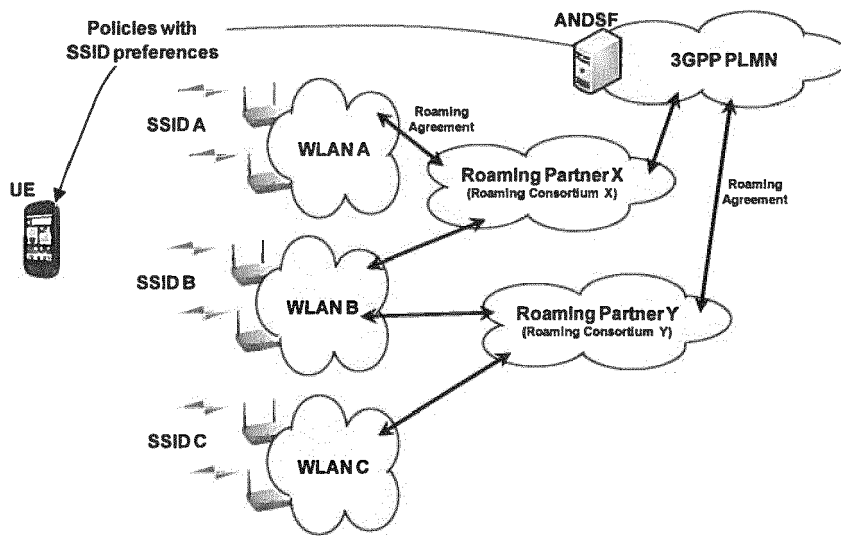 Policies with
SSID preferences
ANDSF
3GPP PLMN
SSID A
WLAN A
Roaming
Agreement
Roaming Partner X
(Roaming Consortium X)
Roaming
Agreement
UE
SSID B
WLAN B
Roaming Partner Y
(Roaming Consortium Y)
SSID C
WLAN C